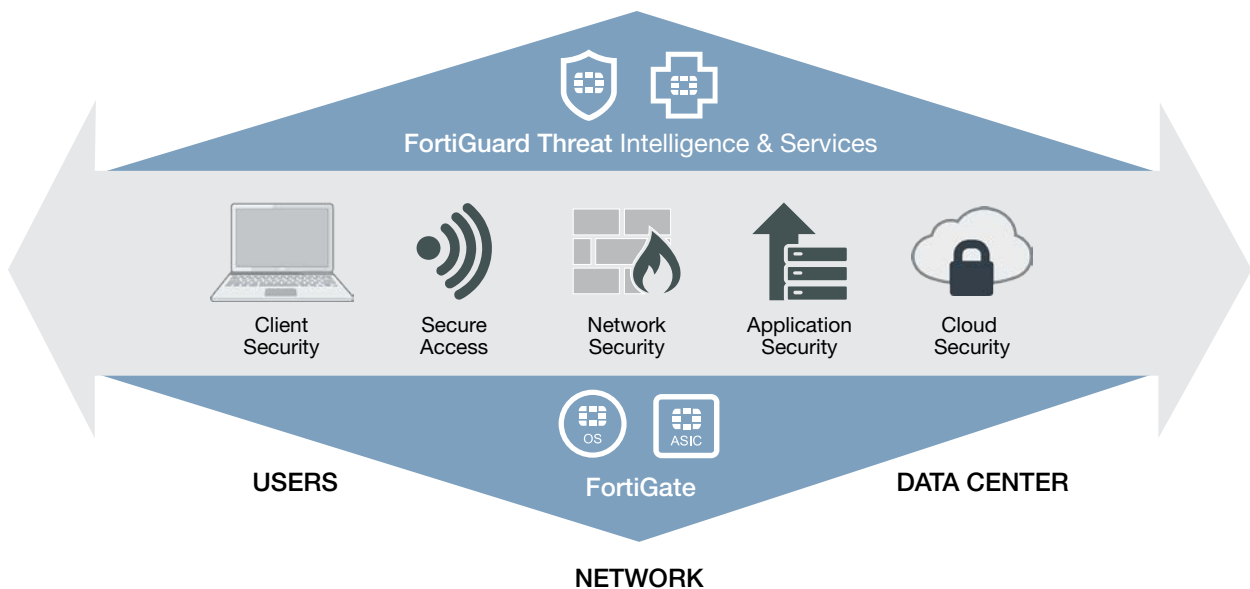 FortiGuard Threat Intelligence & Services
Client
Security
Secure
Access
Network
Security
Application
Security
Cloud
Security
OS
ASIC
FortiGate
USERS
DATA CENTER
NETWORK